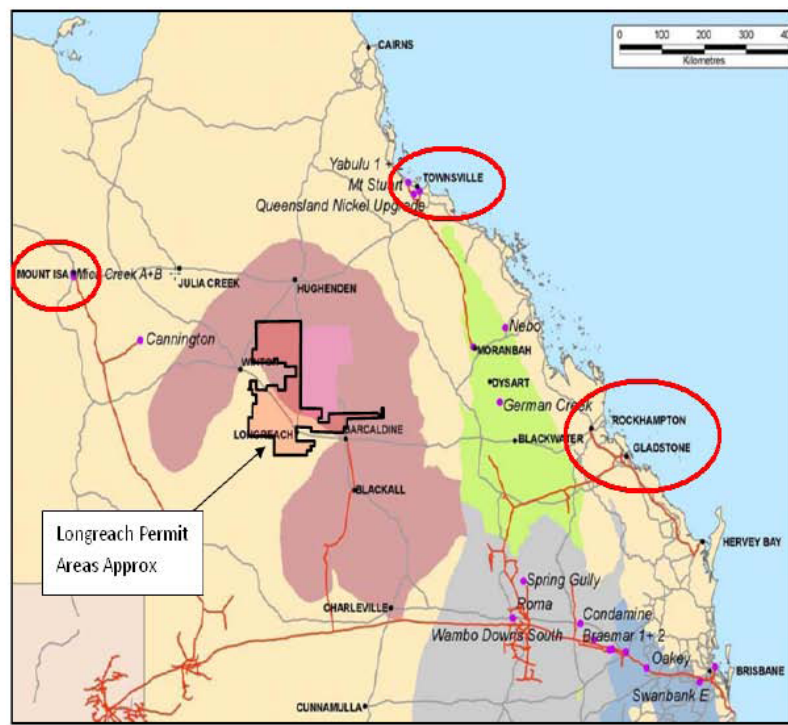 CAIRNS
0 100 200 300 400
Kilometres
Yabulu 1 + 2
TOWNSVILLE
Mt Stuart
Queensland Nickel Upgrade
MOUNT ISA
Mica Creek A+B
JULIA CREEK
HUGHENDEN
Cannington
Nebo
MORANBAH
WINTON
DYSART
German Creek
ROCKHAMPTON
LONGREACH
BARCALDINE
BLACKWATER
GLADSTONE
BLACKALL
Longreach Permit
Areas Approx
HERVEY BAY
Spring Gully
CHARLEVILLE
Roma
Condamine
Wambo Downs South
Braemar 1+ 2
Oakey
BRISBANE
Swanbank E
CUNNAMULLA